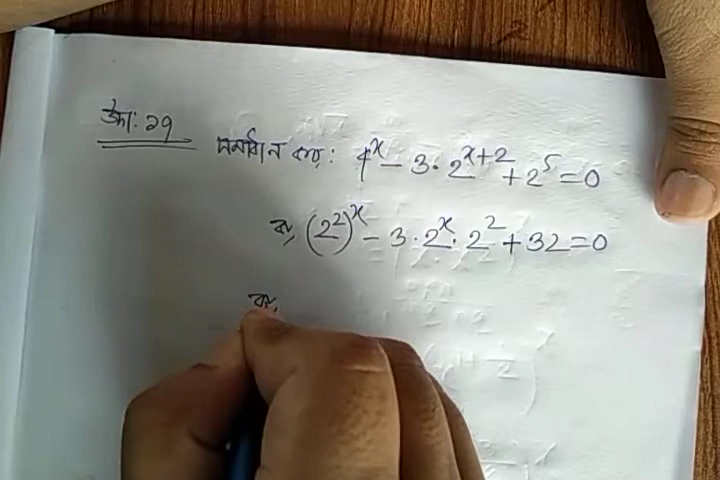 উদা: ২৭
সমাধান কর: 4^x - 3·2^{x+2} + 2^5 = 0
বা, (2^2)^x - 3·2^x·2^2 + 32 = 0
বা,